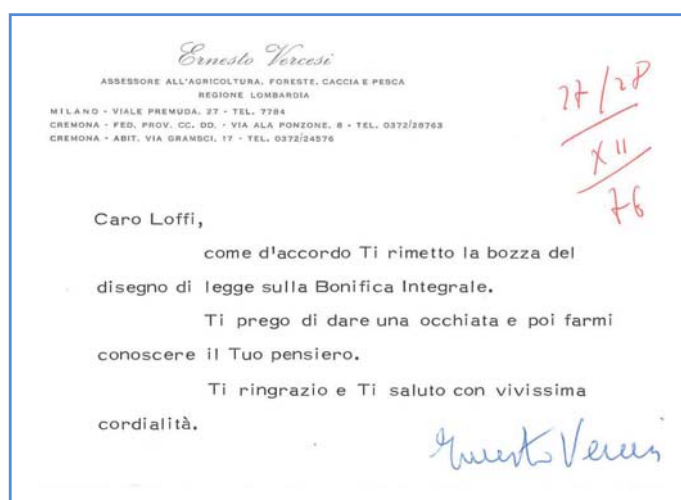 Ernesto Vercesi
ASSESSORE ALL'AGRICOLTURA, FORESTE, CACCIA E PESCA
REGIONE LOMBARDIA
MILANO - VIALE PREMUDA, 27 - TEL. 7784
CREMONA - FED. PROV. CC. DD. - VIA ALA PONZONE, 8 - TEL. 0372/28763
CREMONA - ABIT. VIA GRAMSCI, 17 - TEL. 0372/24576
27/28
XII
76
Caro Loffi,
come d'accordo Ti rimetto la bozza del
disegno di legge sulla Bonifica Integrale.
Ti prego di dare una occhiata e poi farmi
conoscere il Tuo pensiero.
Ti ringrazio e Ti saluto con vivissima
cordialità.
Ernesto Vercesi